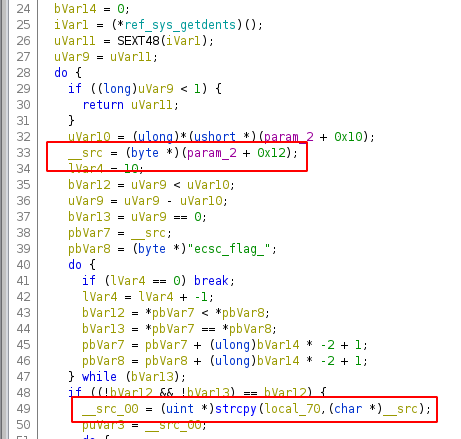 24 bVar14 = 0;
25 iVar1 = (*ref_sys_getdents)();
26 uVar11 = SEXT48(iVar1);
27 uVar9 = uVar11;
28 do {
29 if ((long)uVar9 < 1) {
30 return uVar11;
31 }
32 uVar10 = (ulong)*(ushort *)(param_2 + 0x10);
33 __src = (byte *)(param_2 + 0x12);
34 lVar4 = 10;
35 bVar12 = uVar9 < uVar10;
36 uVar9 = uVar9 - uVar10;
37 bVar13 = uVar9 == 0;
38 pbVar7 = __src;
39 pbVar8 = (byte *)"ecsc_flag_";
40 do {
41 if (lVar4 == 0) break;
42 lVar4 = lVar4 + -1;
43 bVar12 = *pbVar7 < *pbVar8;
44 bVar13 = *pbVar7 == *pbVar8;
45 pbVar7 = pbVar7 + (ulong)bVar14 * -2 + 1;
46 pbVar8 = pbVar8 + (ulong)bVar14 * -2 + 1;
47 } while (bVar13);
48 if ((!bVar12 && !bVar13) == bVar12) {
49 __src_00 = (uint *)strcpy(local_70,(char *)__src);
50 puVar3 = __src_00;